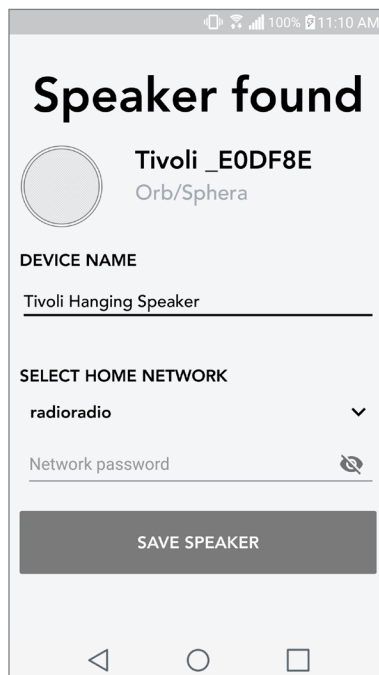 100% 11:10 AM
Speaker found
Tivoli _E0DF8E
Orb/Sphera
DEVICE NAME
Tivoli Hanging Speaker
SELECT HOME NETWORK
radioradio
Network password
SAVE SPEAKER